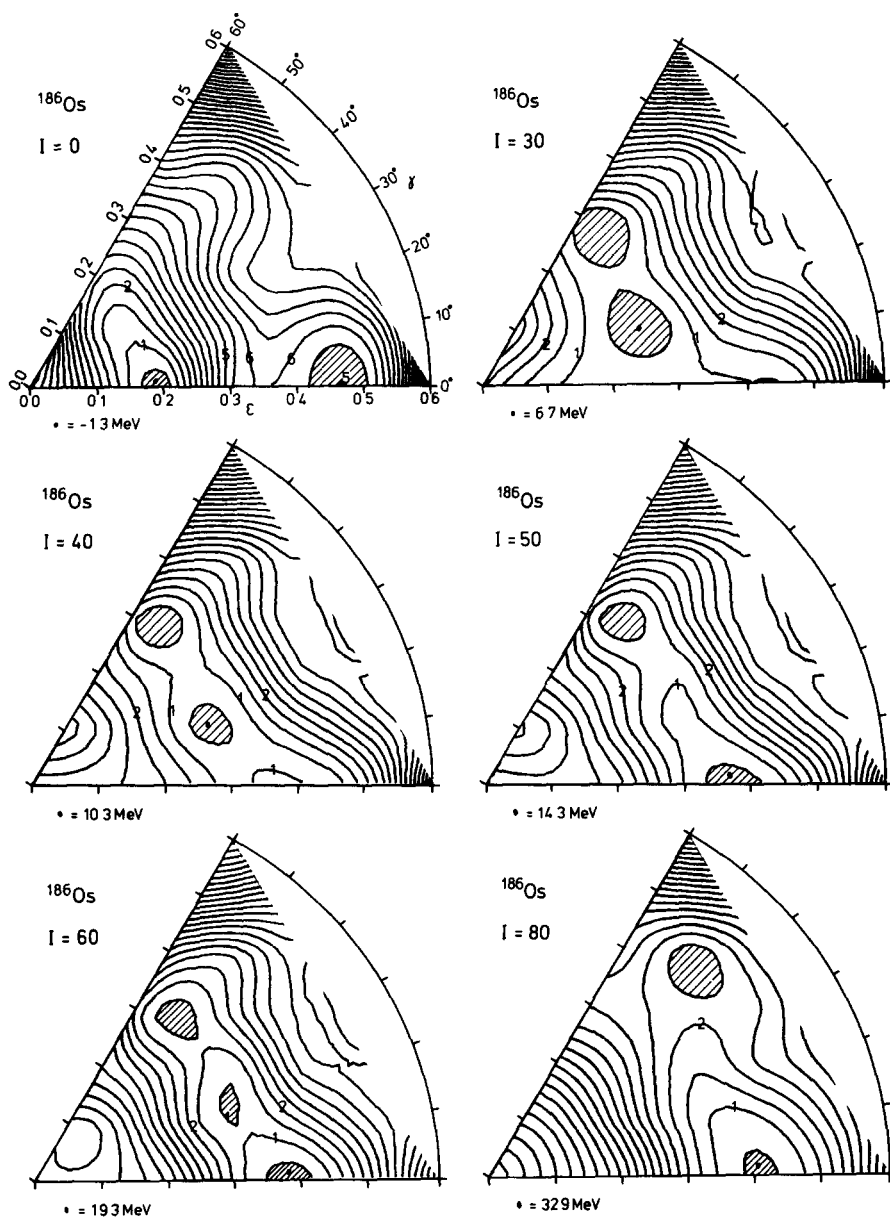 186Os
I = 0
0.6 60°
50°
40°
30°
γ
20°
10°
0°
0.5
0.4
0.3
0.2
0.1
0.0
2
1
5
6
6
5
0.0 0.1 0.2 0.3 0.4 0.5 0.6
ε
• = -1.3 MeV
186Os
I = 30
2
1
1
2
• = 6.7 MeV
186Os
I = 40
2
1
1
2
1
• = 10.3 MeV
186Os
I = 50
1
2
1
2
• = 14.3 MeV
186Os
I = 60
2
1
2
• = 19.3 MeV
186Os
I = 80
2
1
• = 32.9 MeV